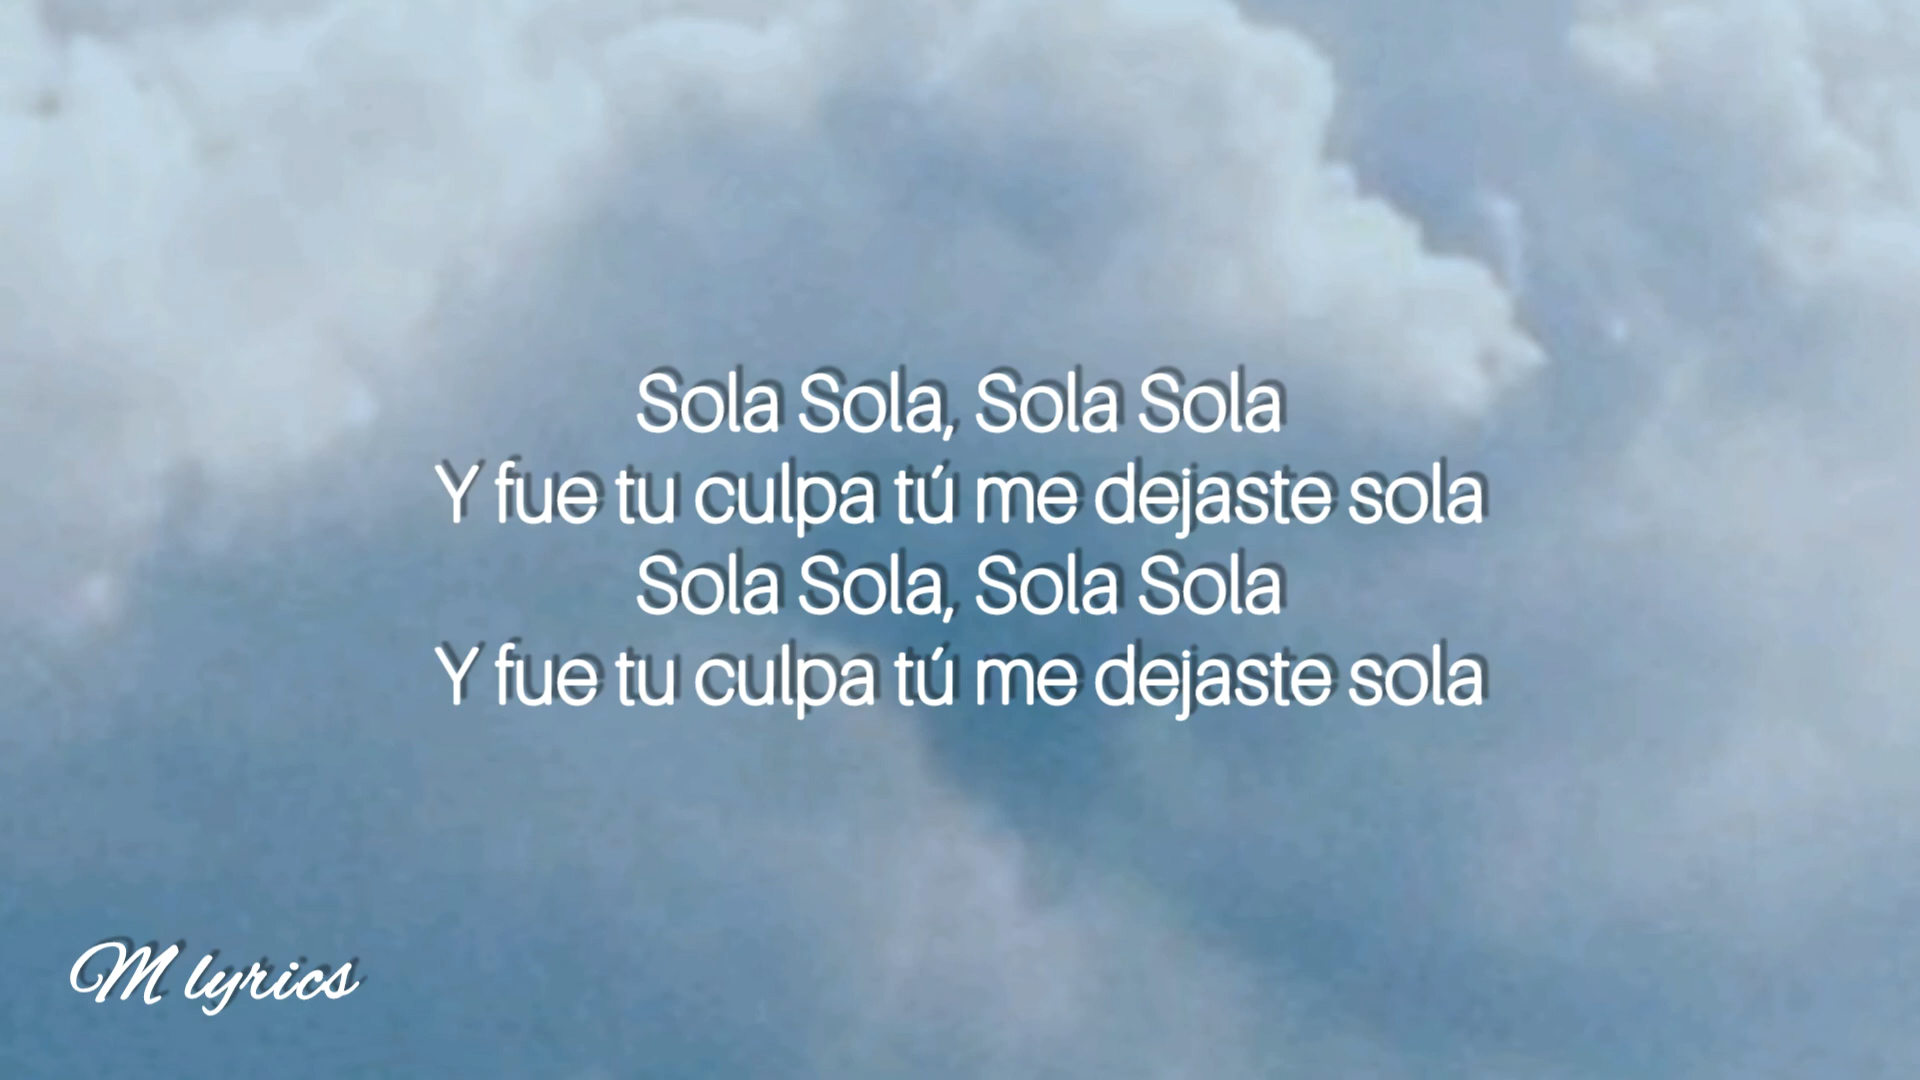 Sola Sola, Sola Sola
Y fue tu culpa tú me dejaste sola
Sola Sola, Sola Sola
Y fue tu culpa tú me dejaste sola
M lyrics